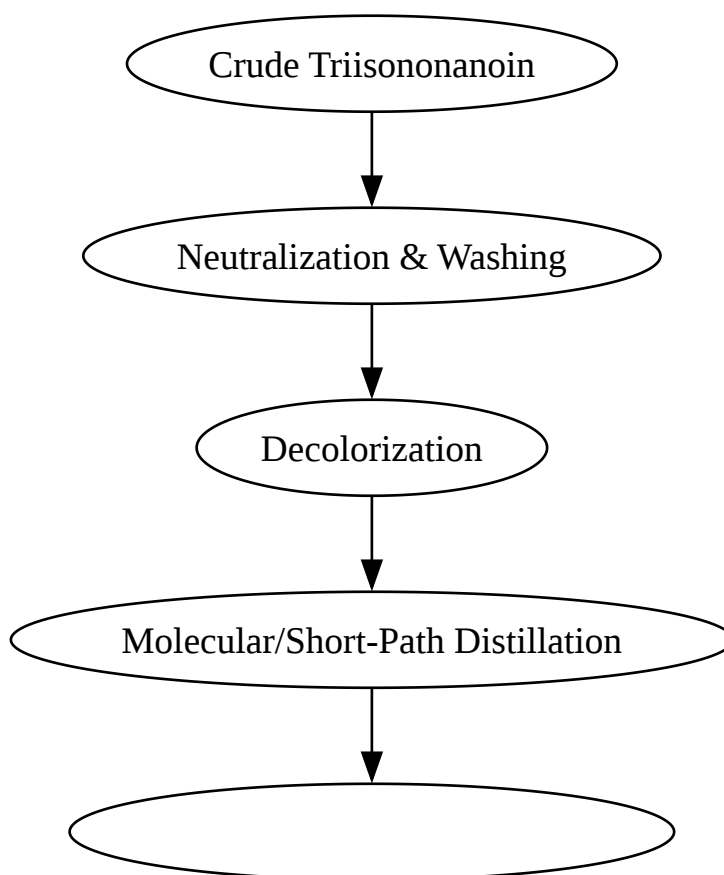 Crude Triisononanoin
Neutralization & Washing
Decolorization
Molecular/Short-Path Distillation